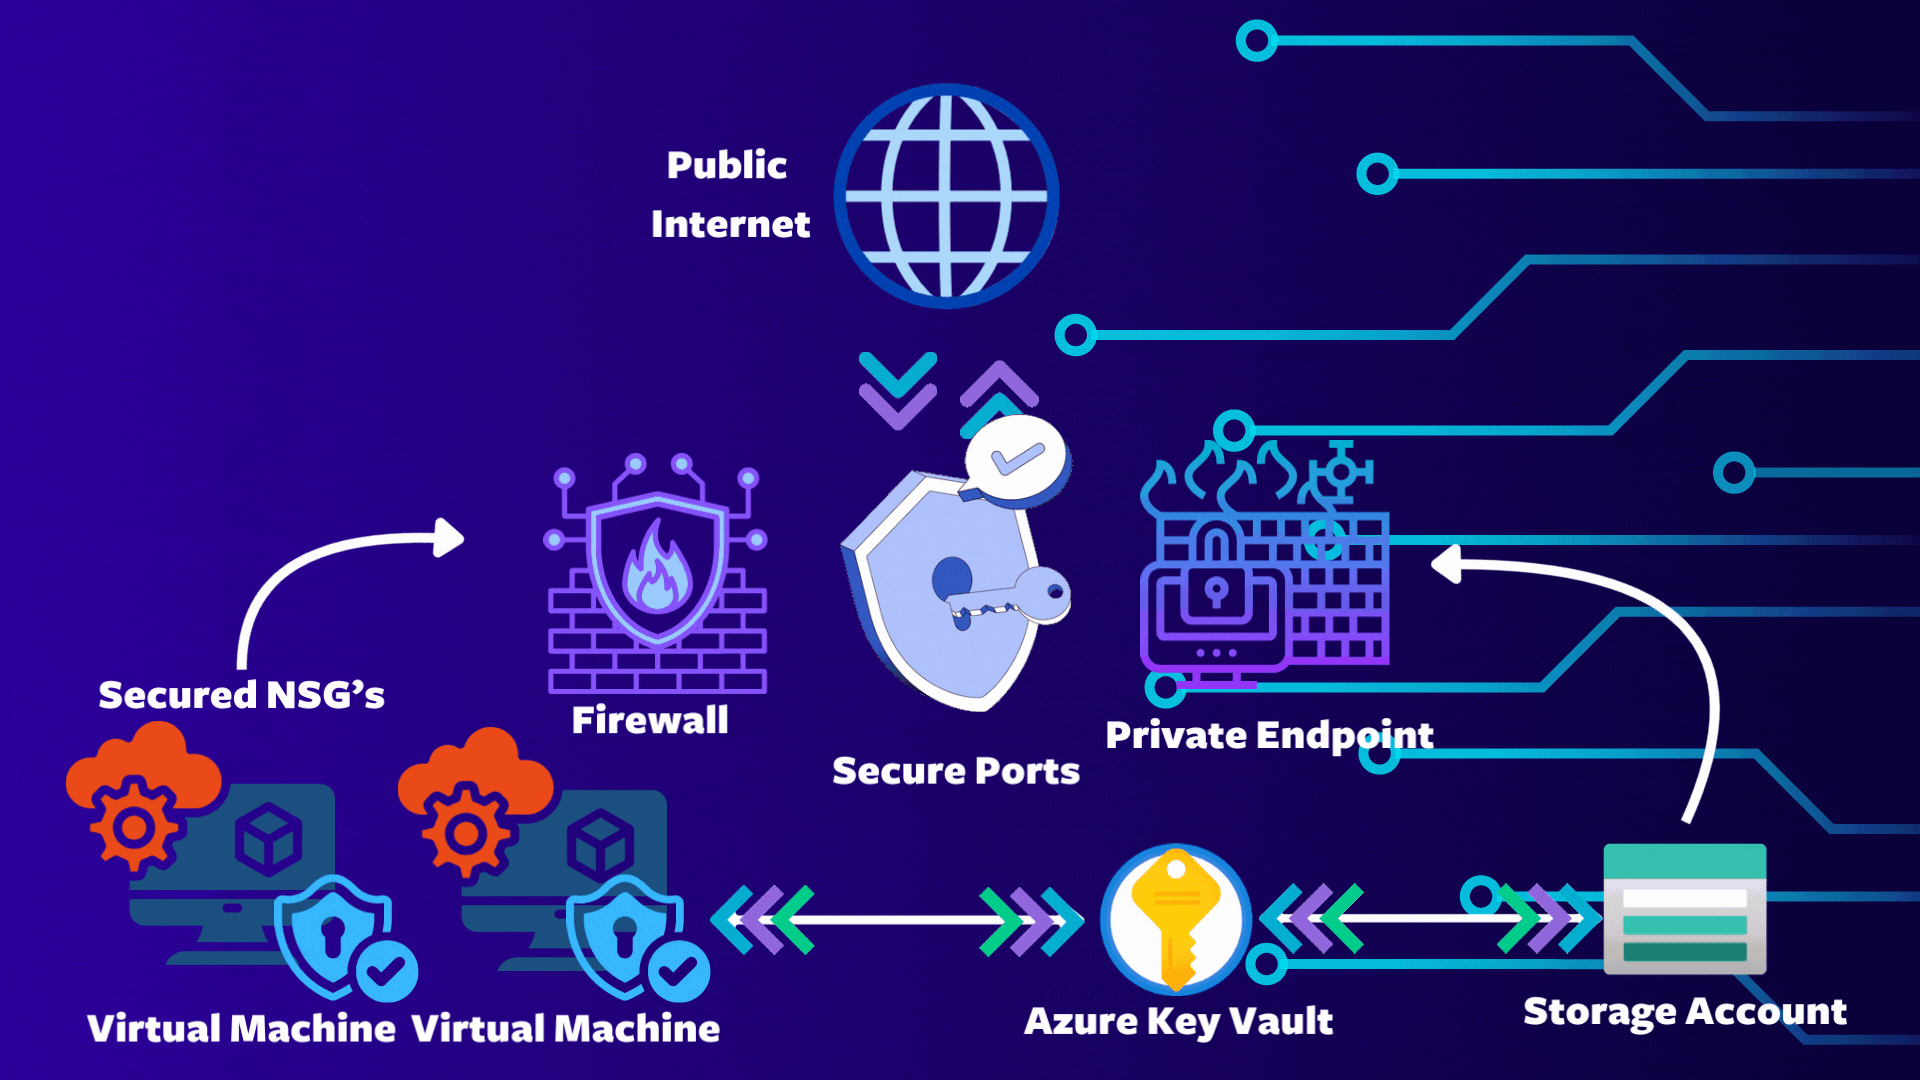 Public
Internet
Secured NSG’s
Firewall
Secure Ports
Private Endpoint
Virtual Machine
Virtual Machine
Azure Key Vault
Storage Account